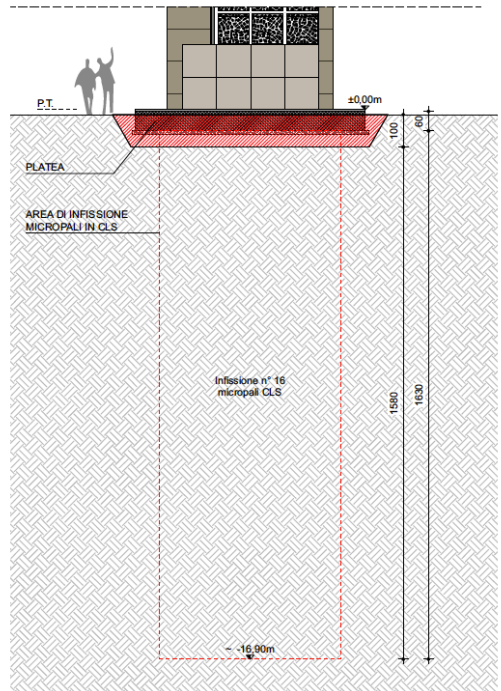 P.T.
±0,00m
100
60
PLATEA
AREA DI INFISSIONE
MICROPALI IN CLS
Infissione n° 16
micropali CLS
1580
1630
~ -16,90m